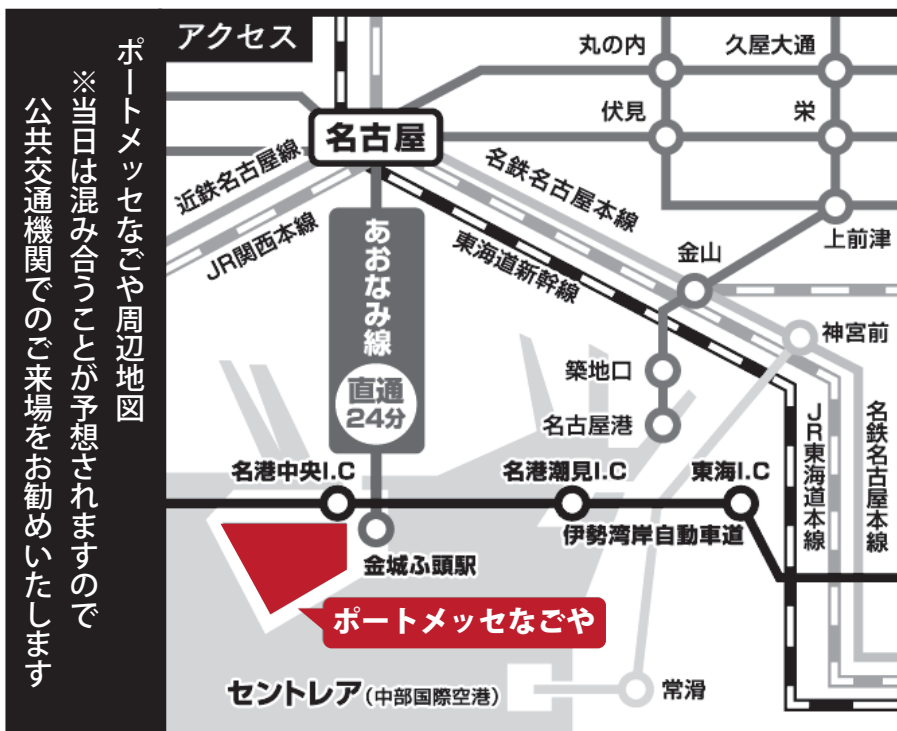 ポートメッセなごや周辺地図
※当日は混み合うことが予想されますので
公共交通機関でのご来場をお勧めいたします
アクセス
丸の内
久屋大通
伏見
栄
名古屋
近鉄名古屋線
JR関西本線
名鉄名古屋本線
東海道新幹線
上前津
金山
あおなみ線
直通
24分
神宮前
築地口
名古屋港
JR東海道本線
名鉄名古屋本線
名港中央I.C
名港潮見I.C
東海I.C
伊勢湾岸自動車道
金城ふ頭駅
ポートメッセなごや
セントレア(中部国際空港)
常滑